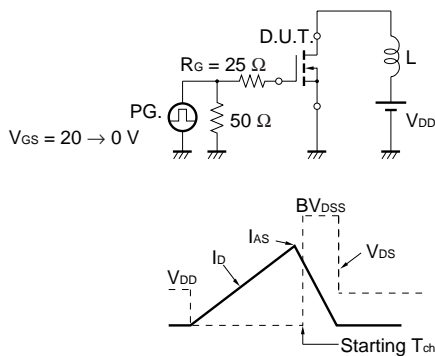 D.U.T.
RG = 25 Ω
L
PG.
50 Ω
VDD
VGS = 20 → 0 V
BVDSS
IAS
ID
VDS
VDD
Starting Tch